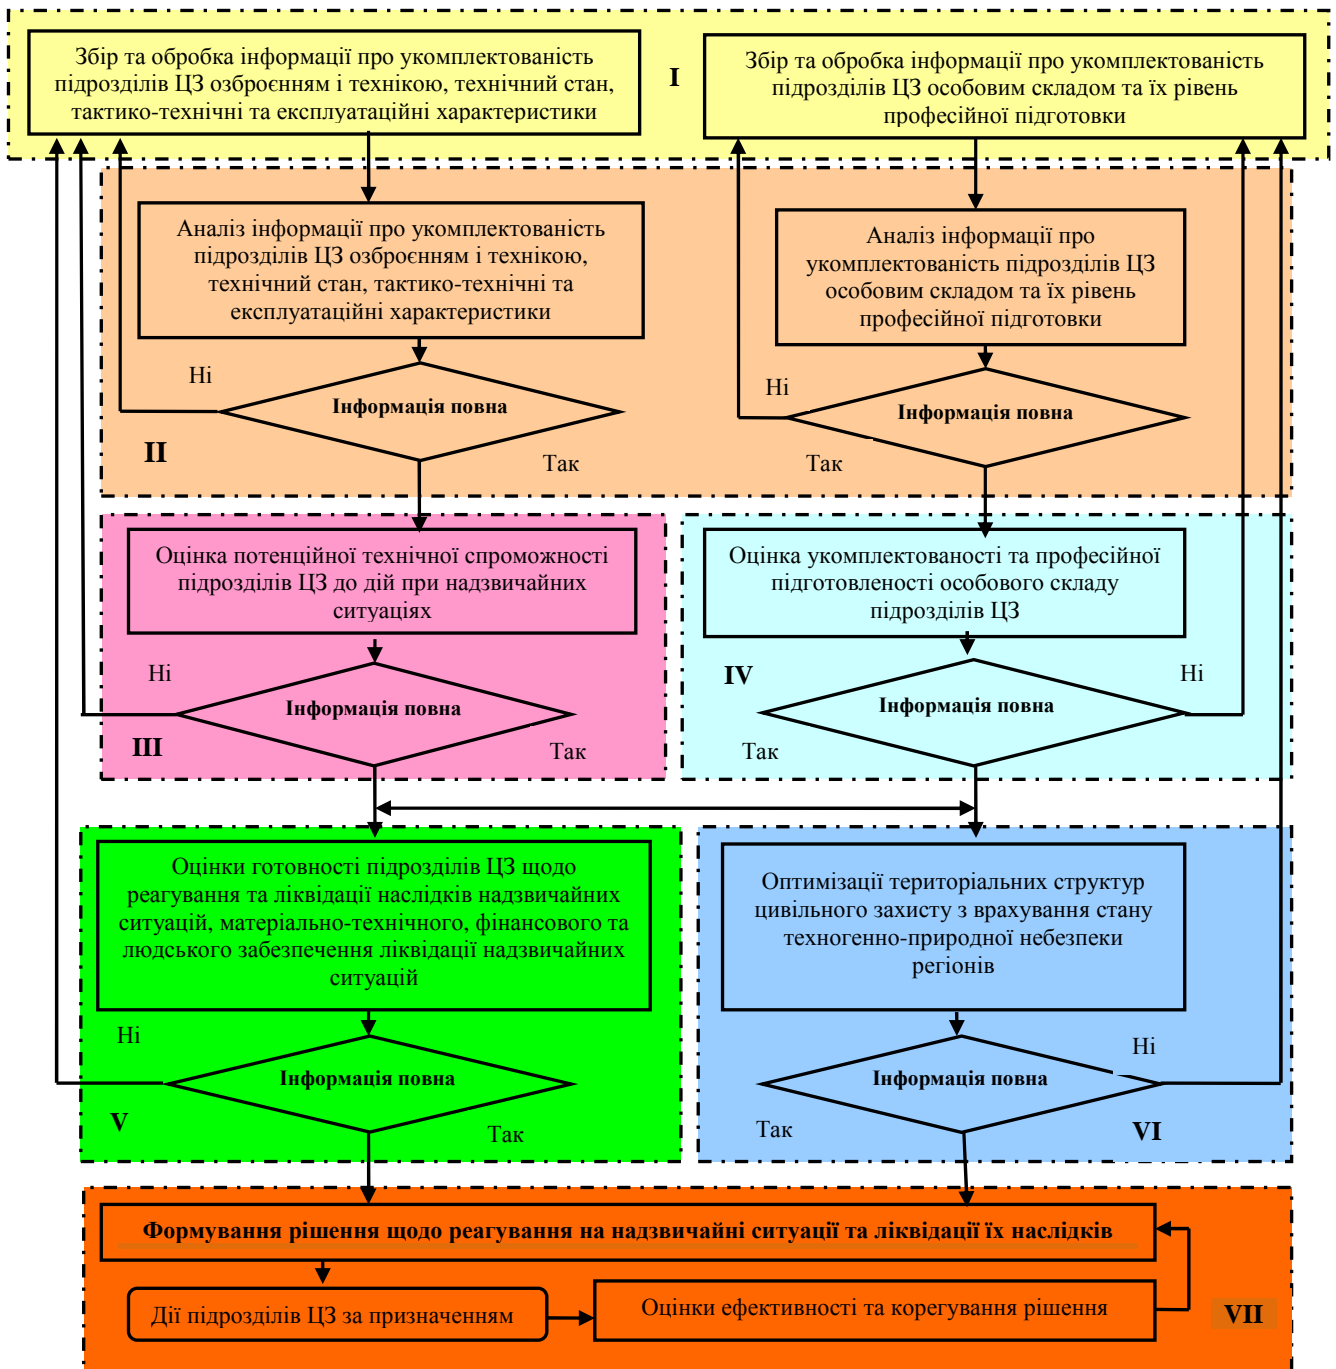 Збір та обробка інформації про укомплектованість
підрозділів ЦЗ озброєнням і технікою, технічний стан,
тактико-технічні та експлуатаційні характеристики
I
Збір та обробка інформації про укомплектованість
підрозділів ЦЗ особовим складом та їх рівень
професійної підготовки
Аналіз інформації про укомплектованість
підрозділів ЦЗ озброєнням і технікою,
технічний стан, тактико-технічні та
експлуатаційні характеристики
Аналіз інформації про
укомплектованість підрозділів ЦЗ
особовим складом та їх рівень
професійної підготовки
Ні
Інформація повна
Так
II
Ні
Інформація повна
Так
Оцінка потенційної технічної спроможності
підрозділів ЦЗ до дій при надзвичайних
ситуаціях
Ні
Інформація повна
Так
III
Оцінка укомплектованості та професійної
підготовленості особового складу
підрозділів ЦЗ
IV
Ні
Інформація повна
Так
Оцінки готовності підрозділів ЦЗ щодо
реагування та ліквідації наслідків надзвичайних
ситуацій, матеріально-технічного, фінансового та
людського забезпечення ліквідації надзвичайних
ситуацій
Ні
Інформація повна
V
Так
Оптимізації територіальних структур
цивільного захисту з врахування стану
техногенно-природної небезпеки
регіонів
Ні
Інформація повна
Так
VI
Формування рішення щодо реагування на надзвичайні ситуації та ліквідації їх наслідків
Дії підрозділів ЦЗ за призначенням
Оцінки ефективності та корегування рішення
VII